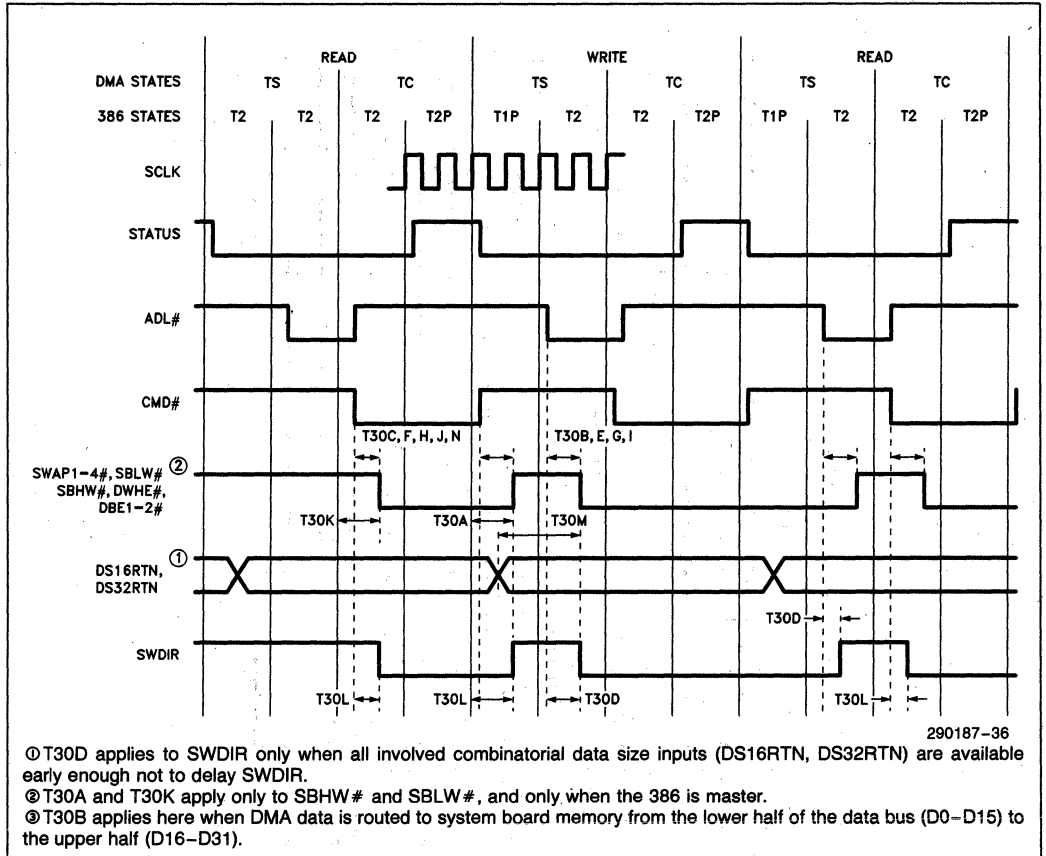 READ WRITE READ
DMA STATES TS TC TS TC TS TC
386 STATES T2 T2 T2 T2P T1P T2 T2 T2P T1P T2 T2 T2P
SCLK
STATUS
ADL#
CMD#
T30C, F, H, J, N T30B, E, G, I
SWAP1-4#, SBLW# ②
SBHW#, DWHE#,
DBE1-2#
T30K T30A T30M
DS16RTN, ①
DS32RTN
T30D
SWDIR
T30L T30L T30D T30L
290187-36
①T30D applies to SWDIR only when all involved combinatorial data size inputs (DS16RTN, DS32RTN) are available
early enough not to delay SWDIR.
②T30A and T30K apply only to SBHW# and SBLW#, and only when the 386 is master.
③T30B applies here when DMA data is routed to system board memory from the lower half of the data bus (D0–D15) to
the upper half (D16–D31).